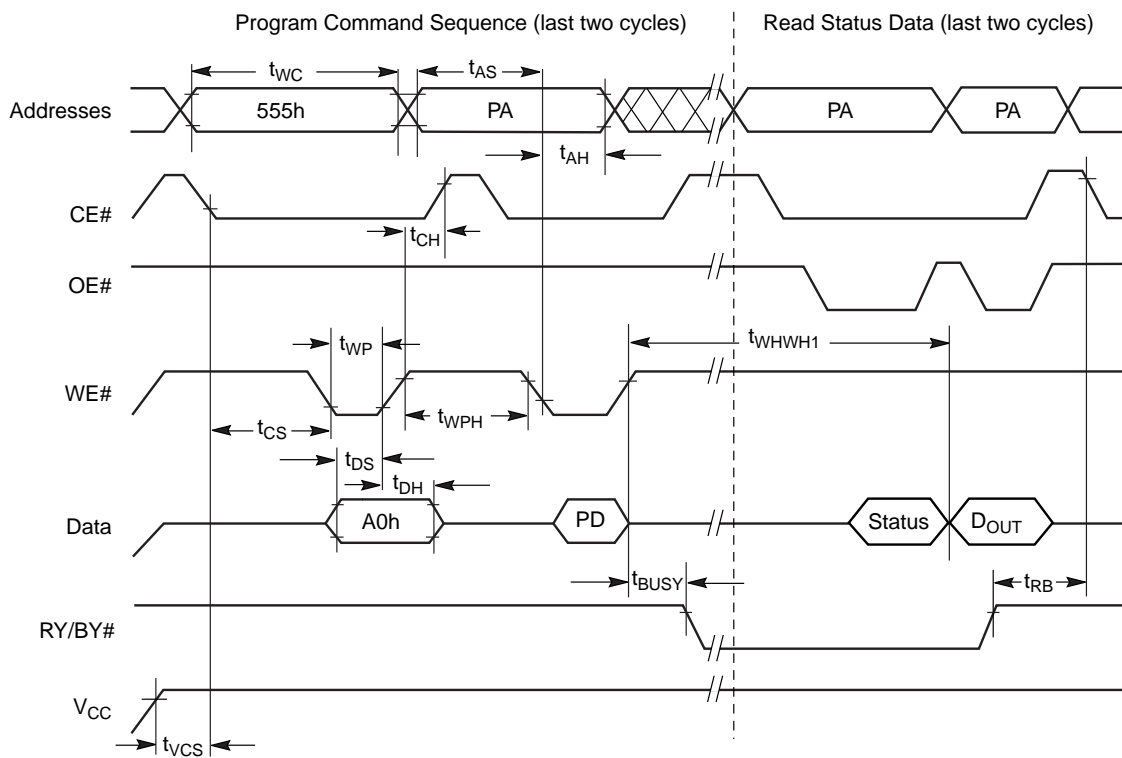 Program Command Sequence (last two cycles) Read Status Data (last two cycles)
tWC tAS
Addresses 555h PA PA PA
tAH
CE#
tCH
OE#
tWP tWHWH1
WE#
tCS tWPH
tDS
tDH
Data A0h PD Status DOUT
tBUSY tRB
RY/BY#
VCC
tVCS